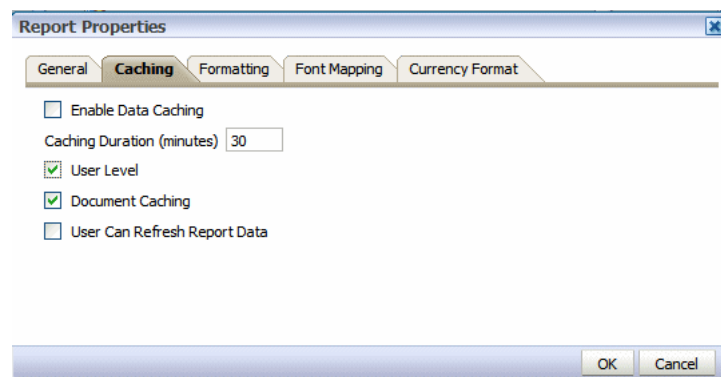 Report Properties
General Caching Formatting Font Mapping Currency Format
Enable Data Caching
Caching Duration (minutes) 30
User Level
Document Caching
User Can Refresh Report Data
OK Cancel